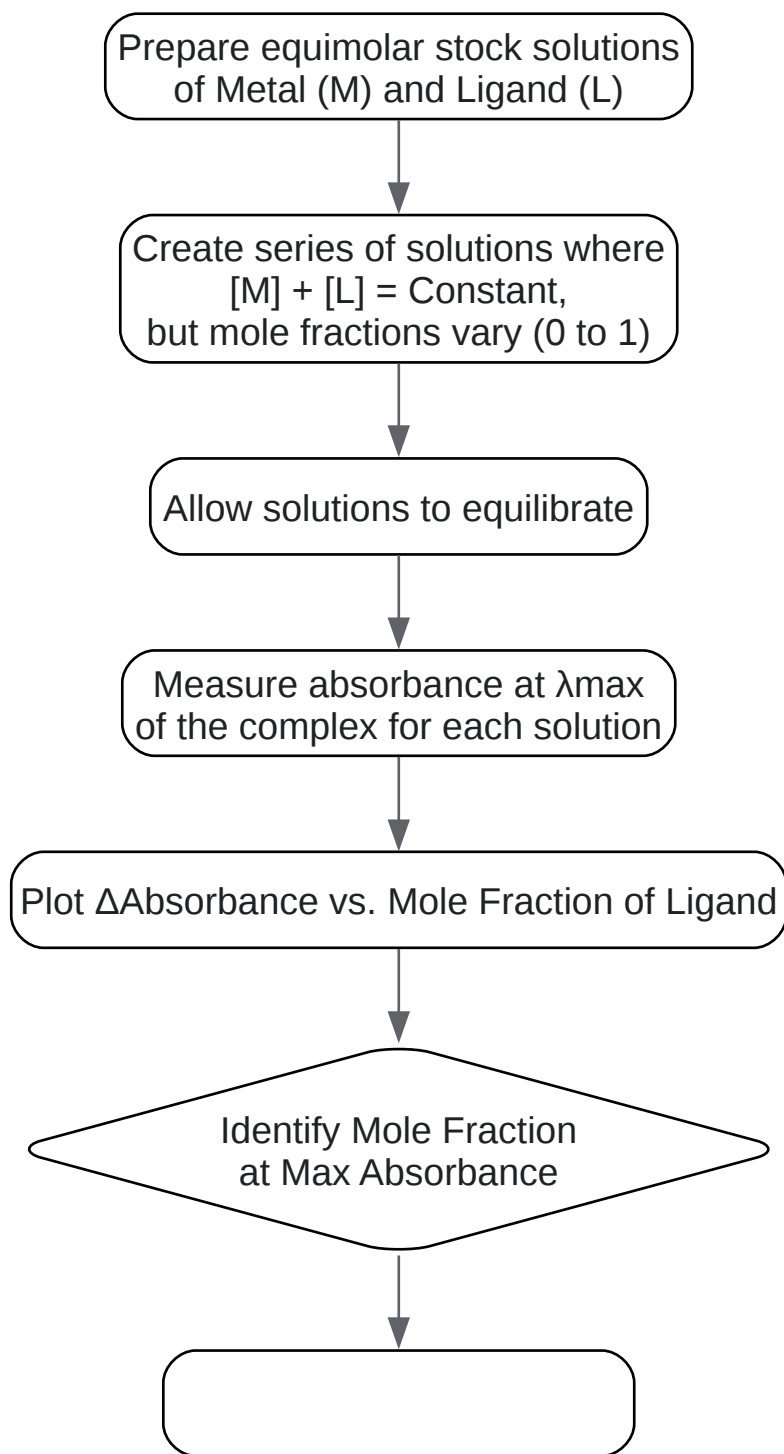 Prepare equimolar stock solutions
of Metal (M) and Ligand (L)
Create series of solutions where
[M] + [L] = Constant,
but mole fractions vary (0 to 1)
Allow solutions to equilibrate
Measure absorbance at λmax
of the complex for each solution
Plot ΔAbsorbance vs. Mole Fraction of Ligand
Identify Mole Fraction
at Max Absorbance